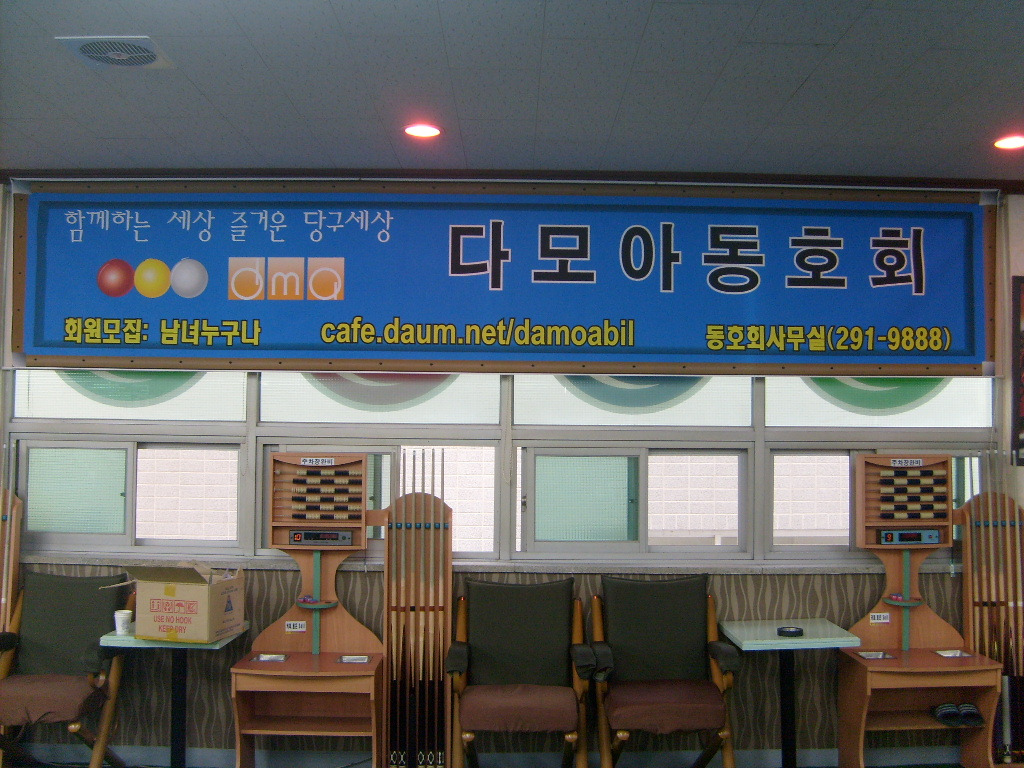 함께하는 세상 즐거운 당구세상
다모아동호회
dma
회원모집: 남녀누구나
cafe.daum.net/damoabil
동호회사무실(291-9888)
USE NO HOOK
KEEP DRY
10
9